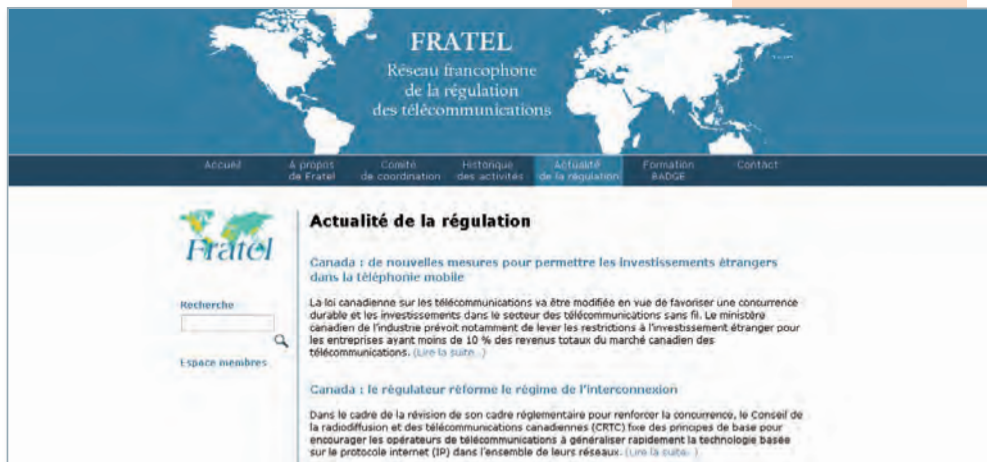 FRATEL
Réseau francophone
de la régulation
des télécommunications
Accueil
À propos
de Fratel
Comité
de coordination
Historique
des activités
Actualité
de la régulation
Formation
BADGE
Contact
Fratel
Recherche
Espace membres
Actualité de la régulation
Canada : de nouvelles mesures pour permettre les investissements étrangers
dans la téléphonie mobile
La loi canadienne sur les télécommunications va être modifiée en vue de favoriser une concurrence
durable et les investissements dans le secteur des télécommunications sans fil. Le ministère
canadien de l'industrie prévoit notamment de lever les restrictions à l'investissement étranger pour
les entreprises ayant moins de 10 % des revenus totaux du marché canadien des
télécommunications. (Lire la suite...)
Canada : le régulateur réforme le régime de l'interconnexion
Dans le cadre de la révision de son cadre réglementaire pour renforcer la concurrence, le Conseil de
la radiodiffusion et des télécommunications canadiennes (CRTC) fixe des principes de base pour
encourager les opérateurs de télécommunications à généraliser rapidement la technologie basée
sur le protocole internet (IP) dans l'ensemble de leurs réseaux. (Lire la suite...)